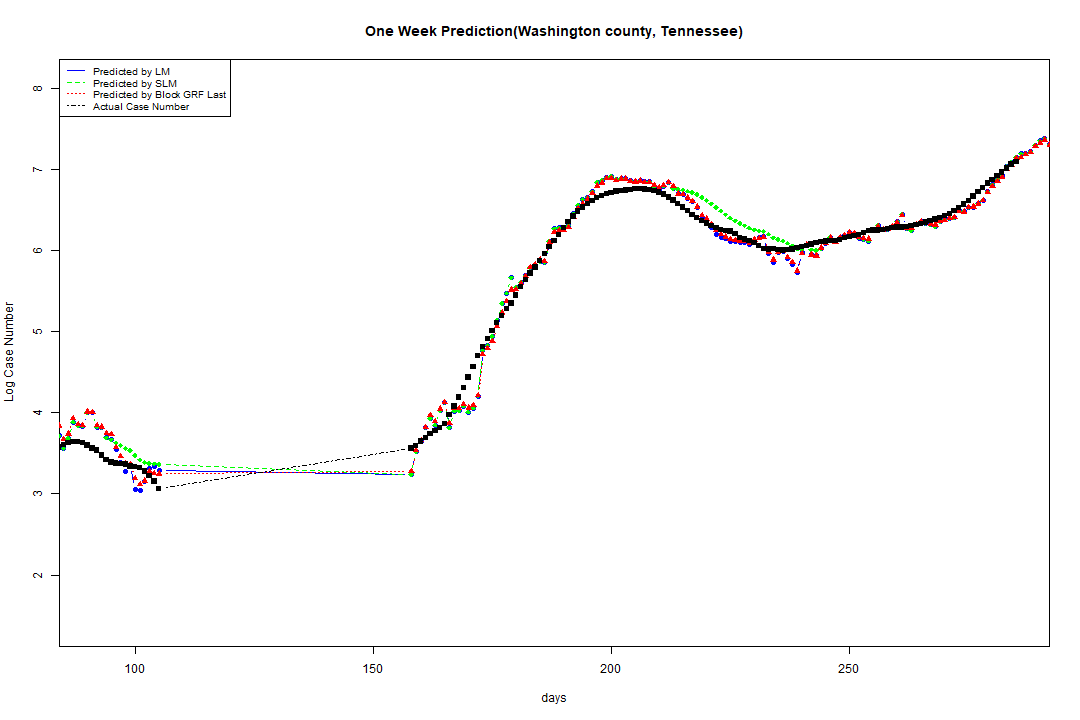 One Week Prediction(Washington county, Tennessee)
Predicted by LM
Predicted by SLM
Predicted by Block GRF Last
Actual Case Number
8
7
6
5
4
3
2
Log Case Number
100 150 200 250
days